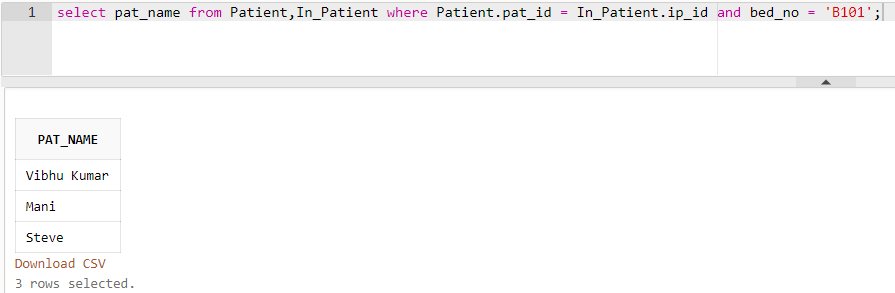 1 select pat_name from Patient,In_Patient where Patient.pat_id = In_Patient.ip_id and bed_no = 'B101';
PAT_NAME
Vibhu Kumar
Mani
Steve
Download CSV
3 rows selected.